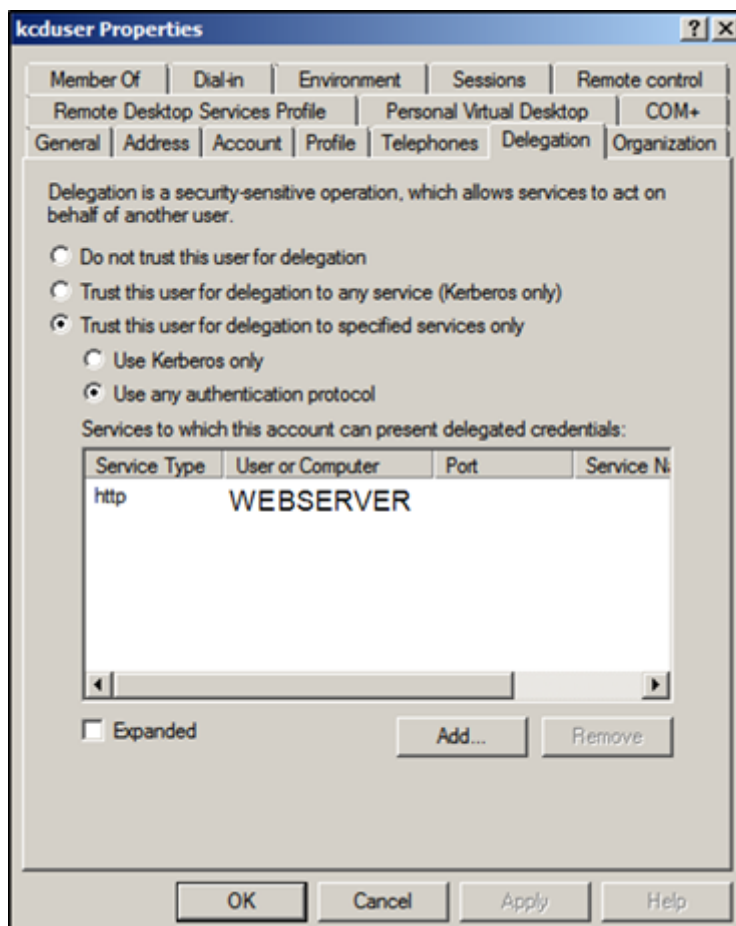 kcduser Properties
Member Of Dial-in Environment Sessions Remote control
Remote Desktop Services Profile Personal Virtual Desktop COM+
General Address Account Profile Telephones Delegation Organization
Delegation is a security-sensitive operation, which allows services to act on
behalf of another user.
Do not trust this user for delegation
Trust this user for delegation to any service (Kerberos only)
Trust this user for delegation to specified services only
Use Kerberos only
Use any authentication protocol
Services to which this account can present delegated credentials:
Service Type User or Computer Port Service Na
http WEBSERVER
Expanded Add... Remove
OK Cancel Apply Help